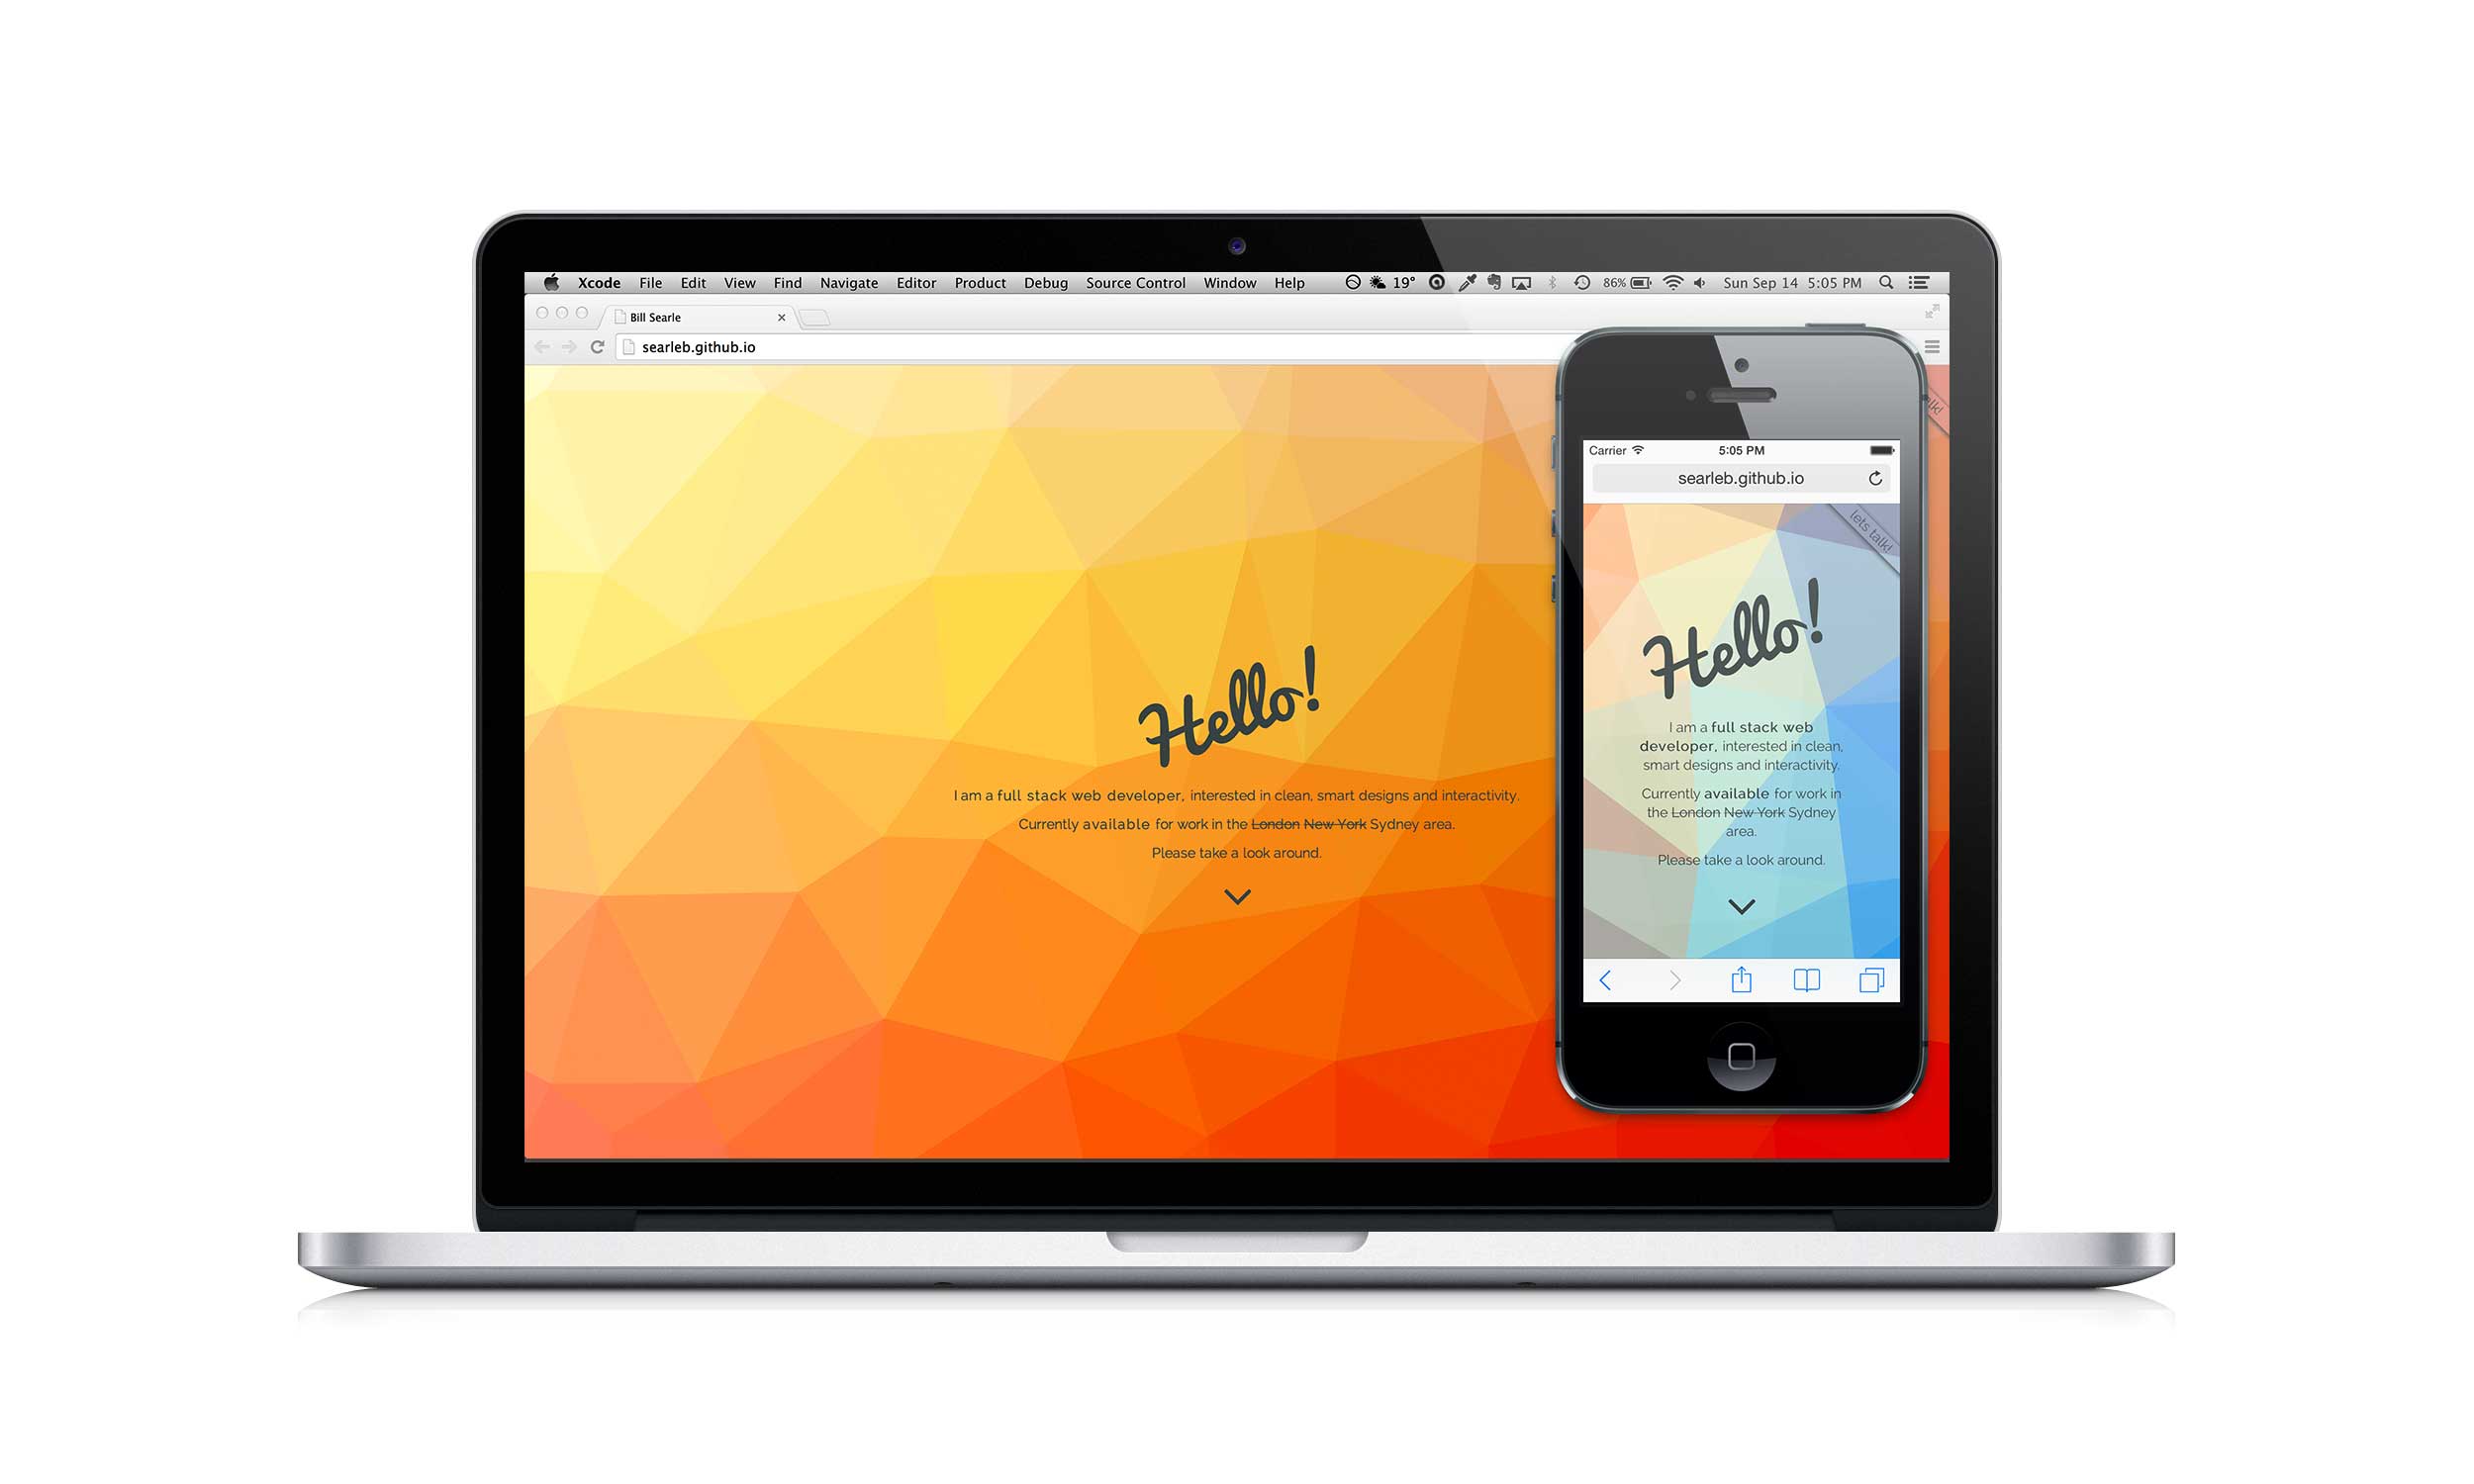 Xcode File Edit View Find Navigate Editor Product Debug Source Control Window Help 19° 86% Sun Sep 14 5:05 PM
Bill Searle
searleb.github.io
lk!
Hello!
I am a full stack web developer, interested in clean, smart designs and interactivity.
Currently available for work in the London New York Sydney area.
Please take a look around.
Carrier 5:05 PM
searleb.github.io
lets talk!
Hello!
I am a full stack web
developer, interested in clean,
smart designs and interactivity.
Currently available for work in
the London New York Sydney
area.
Please take a look around.